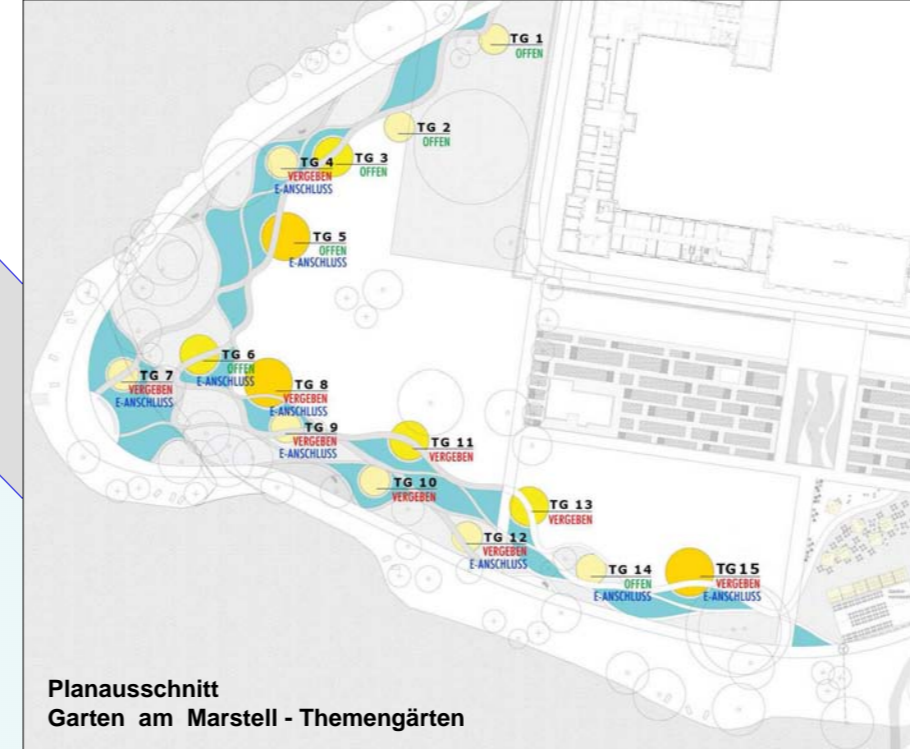 TG 1
OFFEN
TG 2
OFFEN
TG 3
OFFEN
TG 4
VERGEBEN
E-ANSCHLUSS
TG 5
OFFEN
E-ANSCHLUSS
TG 6
OFFEN
E-ANSCHLUSS
TG 7
VERGEBEN
E-ANSCHLUSS
TG 8
VERGEBEN
E-ANSCHLUSS
TG 9
VERGEBEN
E-ANSCHLUSS
TG 10
VERGEBEN
TG 11
VERGEBEN
TG 12
VERGEBEN
E-ANSCHLUSS
TG 13
VERGEBEN
TG 14
OFFEN
E-ANSCHLUSS
TG15
VERGEBEN
E-ANSCHLUSS
Planausschnitt
Garten am Marstell - Themengärten